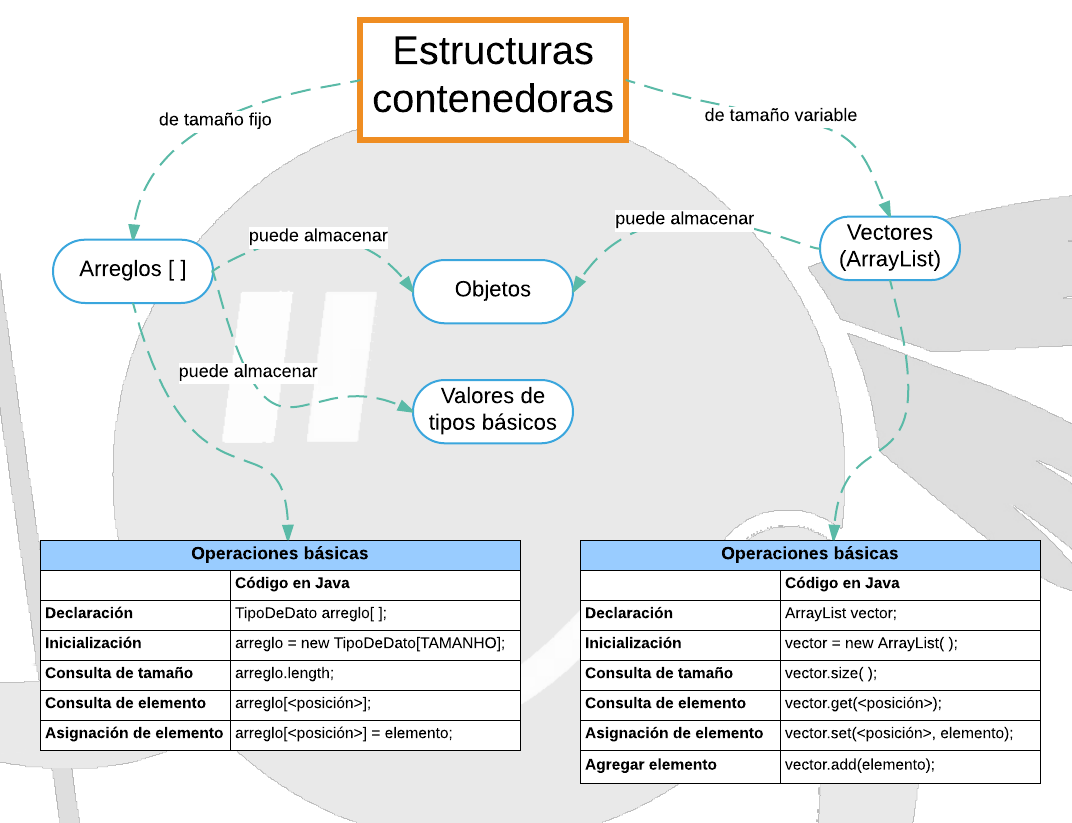 Estructuras
contenedoras
de tamaño fijo
de tamaño variable
puede almacenar
puede almacenar
Arreglos [ ]
Vectores
(ArrayList)
Objetos
puede almacenar
Valores de
tipos básicos
Operaciones básicas
Código en Java
Declaración TipoDeDato arreglo[ ];
Inicialización arreglo = new TipoDeDato[TAMANHO];
Consulta de tamaño arreglo.length;
Consulta de elemento arreglo[<posición>];
Asignación de elemento arreglo[<posición>] = elemento;
Operaciones básicas
Código en Java
Declaración ArrayList vector;
Inicialización vector = new ArrayList( );
Consulta de tamaño vector.size( );
Consulta de elemento vector.get(<posición>);
Asignación de elemento vector.set(<posición>, elemento);
Agregar elemento vector.add(elemento);